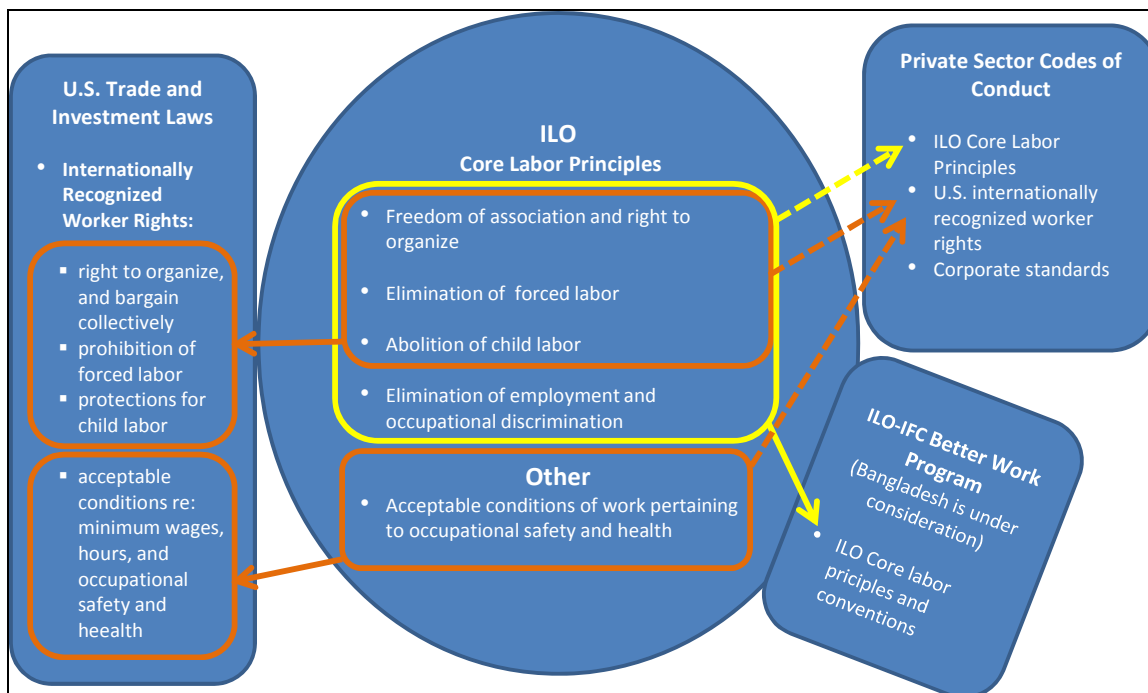 U.S. Trade and
Investment Laws
• Internationally
Recognized
Worker Rights:
▪ right to organize,
and bargain
collectively
▪ prohibition of
forced labor
▪ protections for
child labor
▪ acceptable
conditions re:
minimum wages,
hours, and
occupational
safety and
heealth
ILO
Core Labor Principles
• Freedom of association and right to
organize
• Elimination of forced labor
• Abolition of child labor
• Elimination of employment and
occupational discrimination
Other
• Acceptable conditions of work pertaining
to occupational safety and health
Private Sector Codes of
Conduct
• ILO Core Labor
Principles
• U.S. internationally
recognized worker
rights
• Corporate standards
ILO-IFC Better Work
Program
(Bangladesh is under
consideration)
• ILO Core labor
priciples and
conventions